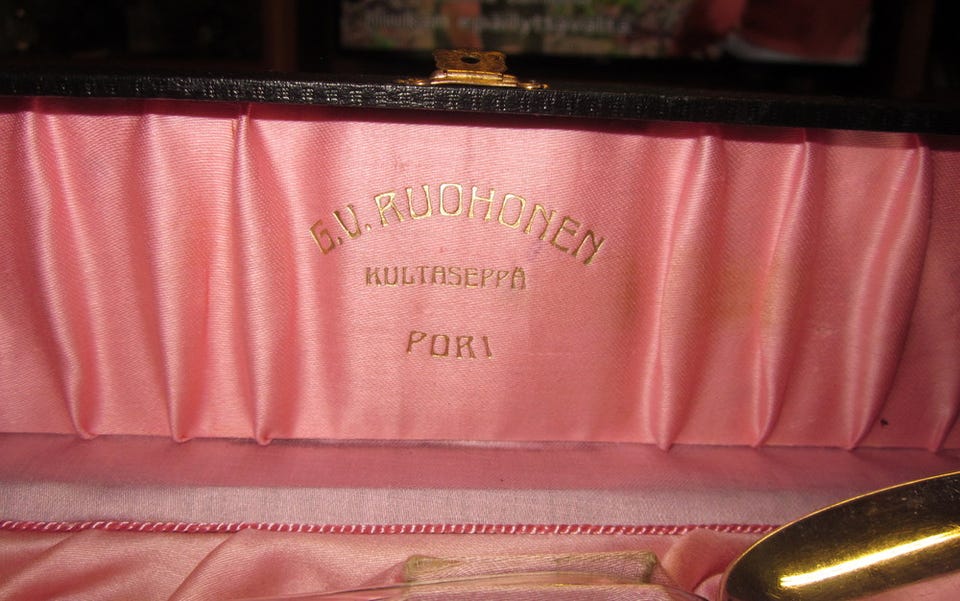 G.V. RUOHONEN
KULTASEPPÄ
PORI